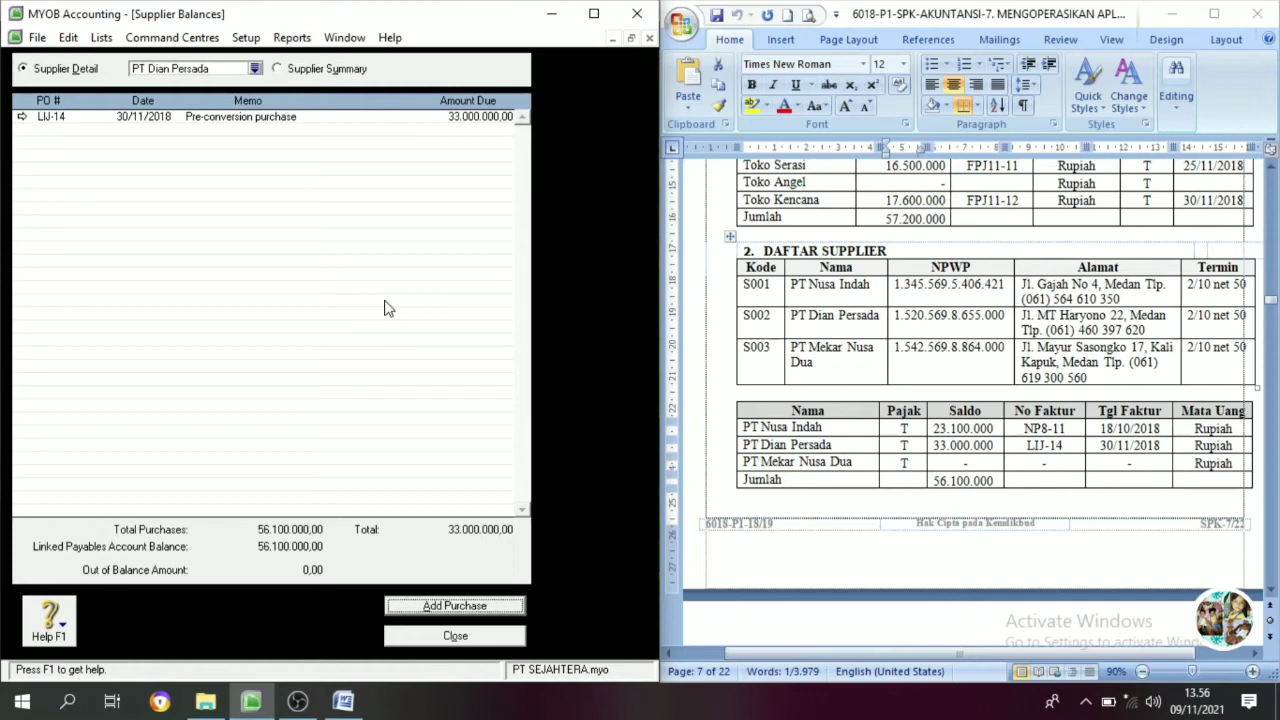 MYOB Accounting - [Supplier Balances]
File Edit Lists Command Centres Setup Reports Window Help
Supplier Detail PT Dian Persada Supplier Summary
PO # Date Memo Amount Due
LIJ-14 30/11/2018 Pre-conversion purchase 33.000.000,00
Total Purchases: 56.100.000,00 Total: 33.000.000,00
Linked Payables Account Balance: 56.100.000,00
Out of Balance Amount: 0,00
Add Purchase
Help F1
Close
Press F1 to get help. PT SEJAHTERA.myo
6018-P1-SPK-AKUNTANSI-7. MENGOPERASIKAN APL...
Home Insert Page Layout References Mailings Review View Design Layout
Times New Roman 12
Paste
Quick Styles Change Styles Editing
Clipboard Font Paragraph Styles
Toko Serasi 16.500.000 FPJ11-11 Rupiah T 25/11/2018
Toko Angel - Rupiah T
Toko Kencana 17.600.000 FPJ11-12 Rupiah T 30/11/2018
Jumlah 57.200.000
2. DAFTAR SUPPLIER
Kode Nama NPWP Alamat Termin
S001 PT Nusa Indah 1.345.569.5.406.421 Jl. Gajah No 4, Medan Tlp. 2/10 net 50
(061) 564 610 350
S002 PT Dian Persada 1.520.569.8.655.000 Jl. MT Haryono 22, Medan 2/10 net 50
Tlp. (061) 460 397 620
S003 PT Mekar Nusa 1.542.569.8.864.000 Jl. Mayur Sasongko 17, Kali 2/10 net 50
Dua Kapuk, Medan Tlp. (061)
619 300 560
Nama Pajak Saldo No Faktur Tgl Faktur Mata Uang
PT Nusa Indah T 23.100.000 NP8-11 18/10/2018 Rupiah
PT Dian Persada T 33.000.000 LIJ-14 30/11/2018 Rupiah
PT Mekar Nusa Dua T - - - Rupiah
Jumlah 56.100.000
6018-P1-18/19 Hak Cipta pada Kemdikbud SPK-7/22
Activate Windows
Go to Settings to activate Windows
Page: 7 of 22 Words: 1/3.979 English (United States) 90%
13.56
09/11/2021